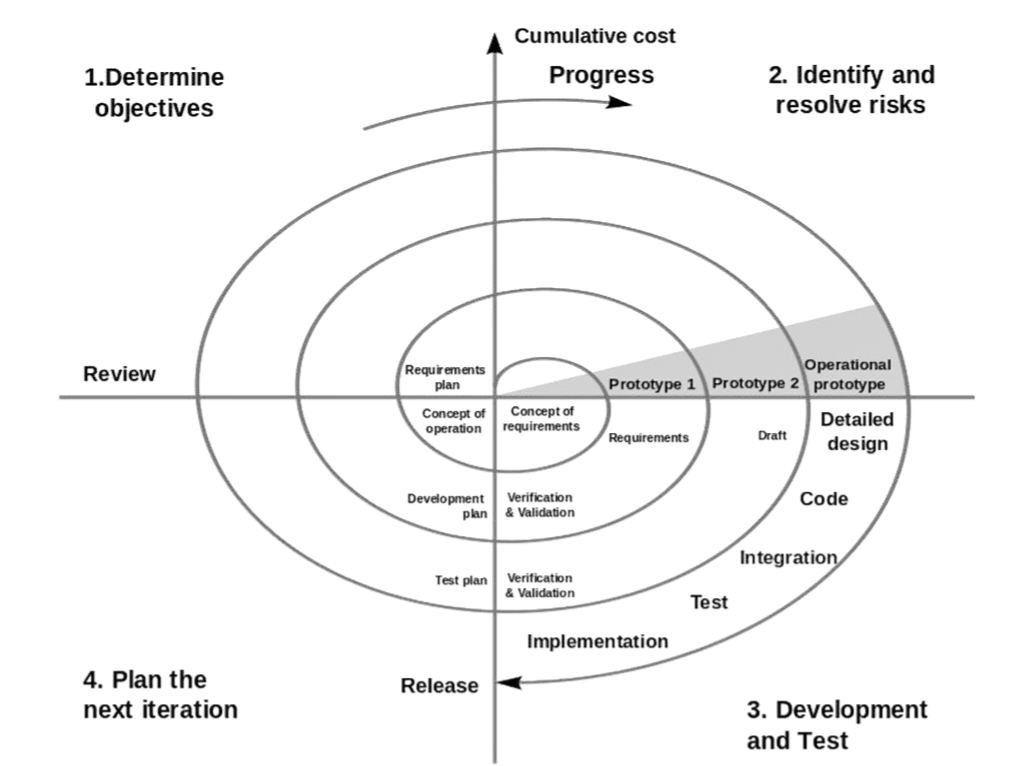 Cumulative cost
Progress
1.Determine
objectives
2. Identify and
resolve risks
Review
Requirements
plan
Prototype 1
Prototype 2
Operational
prototype
Concept of
operation
Concept of
requirements
Requirements
Draft
Detailed
design
Development
plan
Verification
& Validation
Code
Integration
Test plan
Verification
& Validation
Test
Implementation
Release
4. Plan the
next iteration
3. Development
and Test